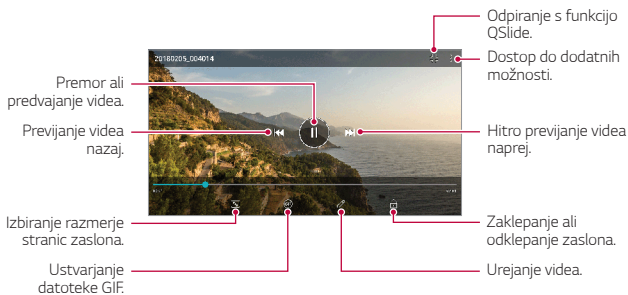 Odpiranje s funkcijo
QSlide.
Dostop do dodatnih
možnosti.
20180205_004014
Premor ali
predvajanje videa.
Previjanje videa
nazaj.
Hitro previjanje videa
naprej.
Izbiranje razmerje
stranic zaslona.
Zaklepanje ali
odklepanje zaslona.
Ustvarjanje
datoteke GIF.
Urejanje videa.